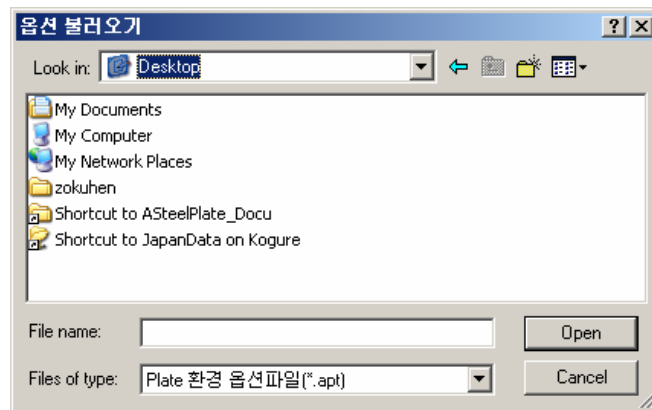 옵션 불러오기
Look in: Desktop
My Documents
My Computer
My Network Places
zokuhen
Shortcut to ASteelPlate_Docu
Shortcut to JapanData on Kogure
File name: Open
Files of type: Plate 환경 옵션파일(*.apt) Cancel